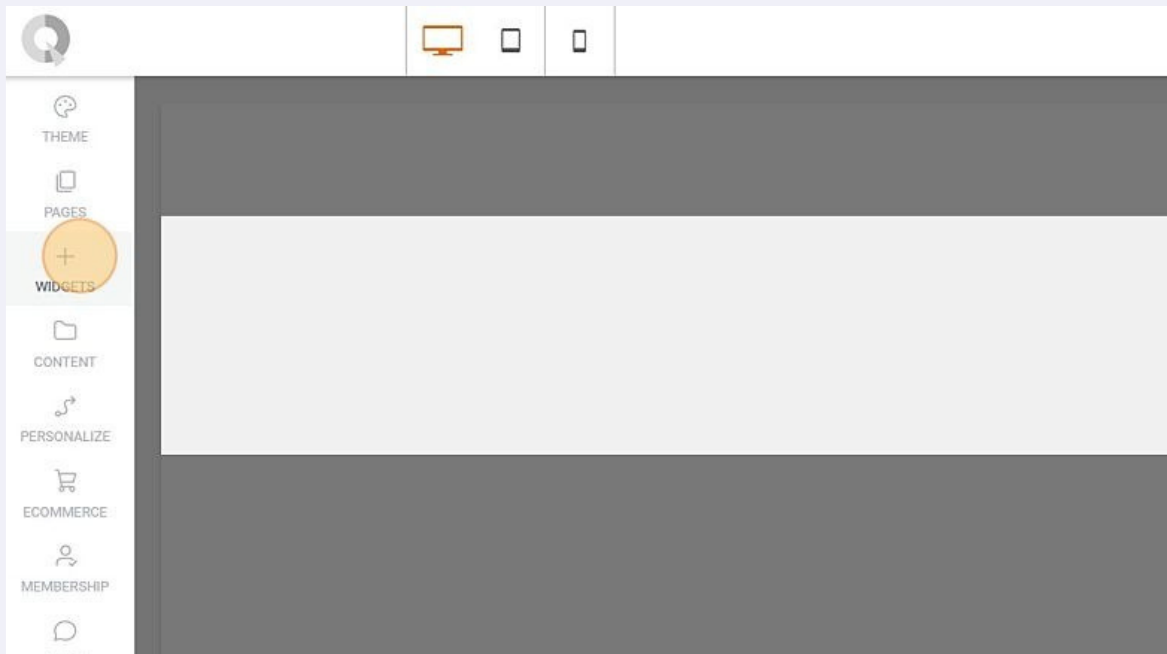 THEME
PAGES
WIDGETS
CONTENT
PERSONALIZE
ECOMMERCE
MEMBERSHIP